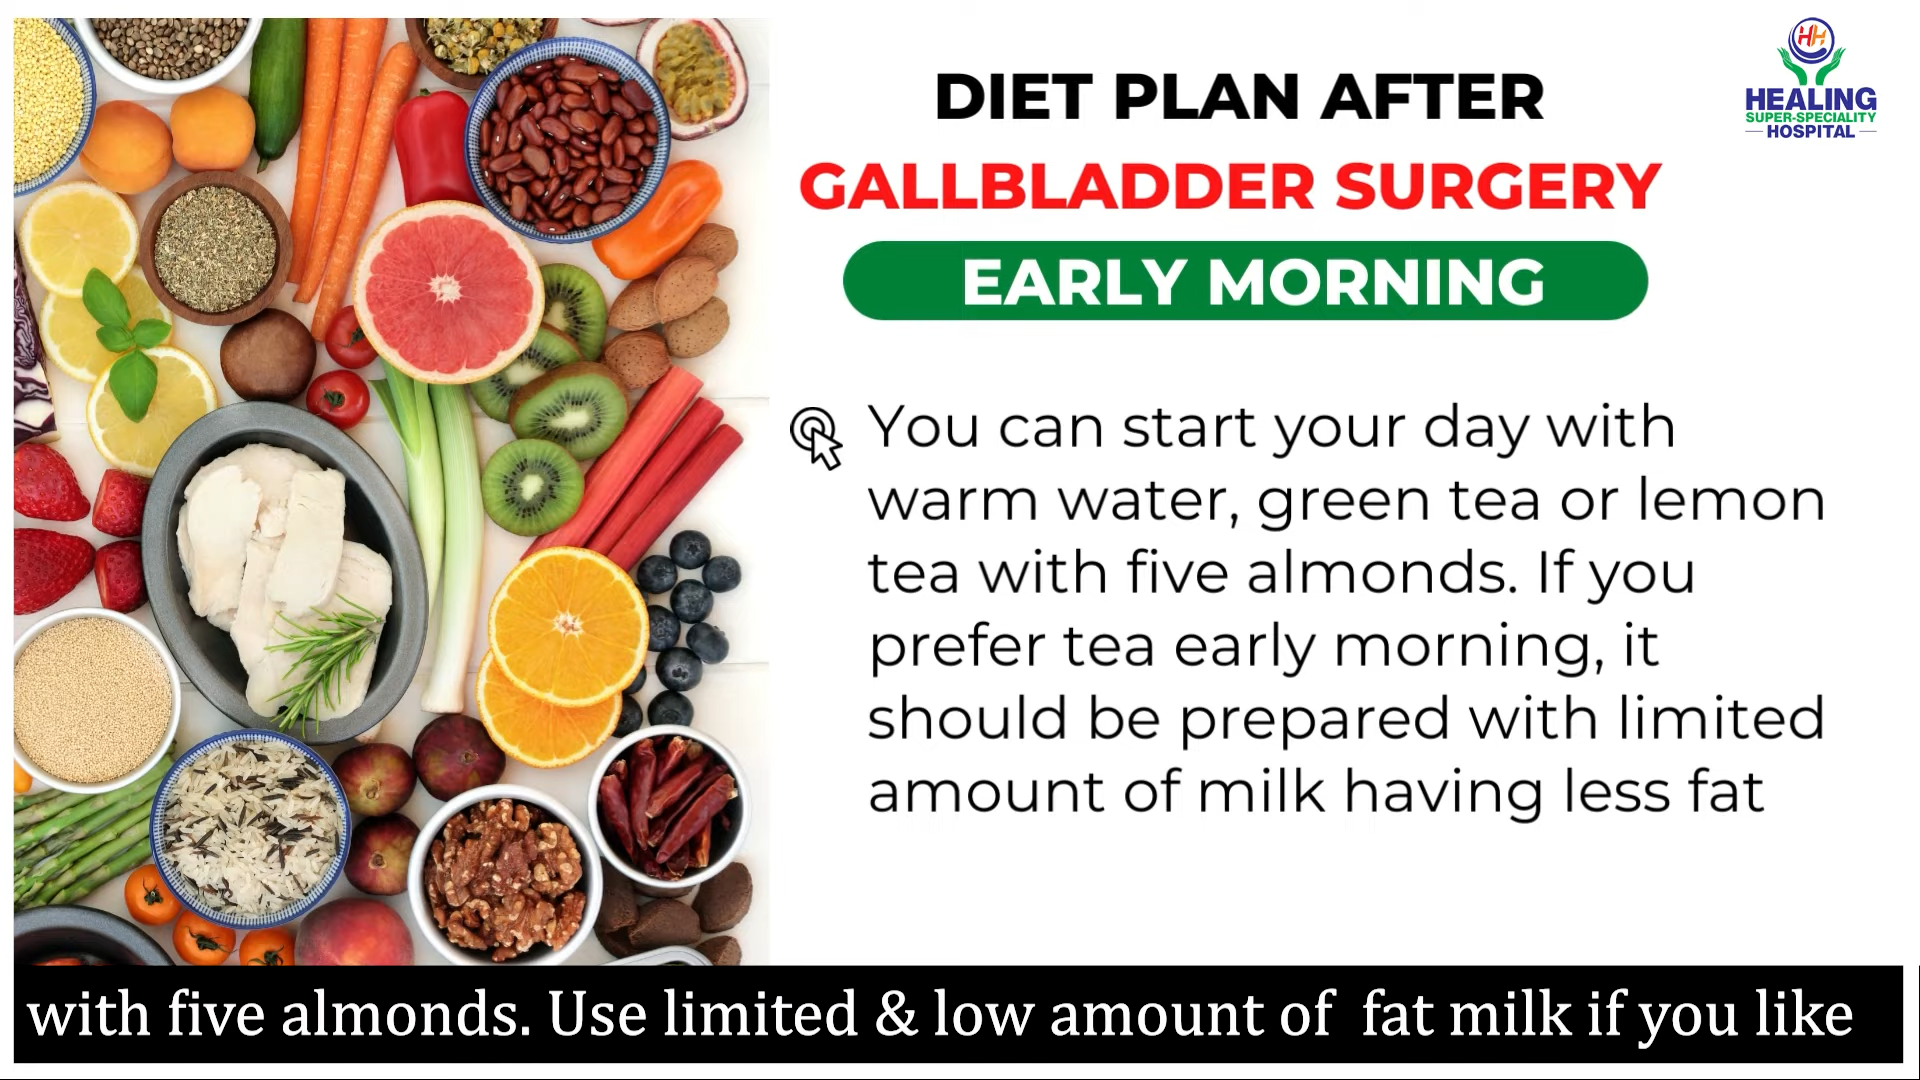 DIET PLAN AFTER
GALLBLADDER SURGERY
EARLY MORNING
HH
HEALING
SUPER-SPECIALITY
HOSPITAL
You can start your day with
warm water, green tea or lemon
tea with five almonds. If you
prefer tea early morning, it
should be prepared with limited
amount of milk having less fat
with five almonds. Use limited & low amount of  fat milk if you like